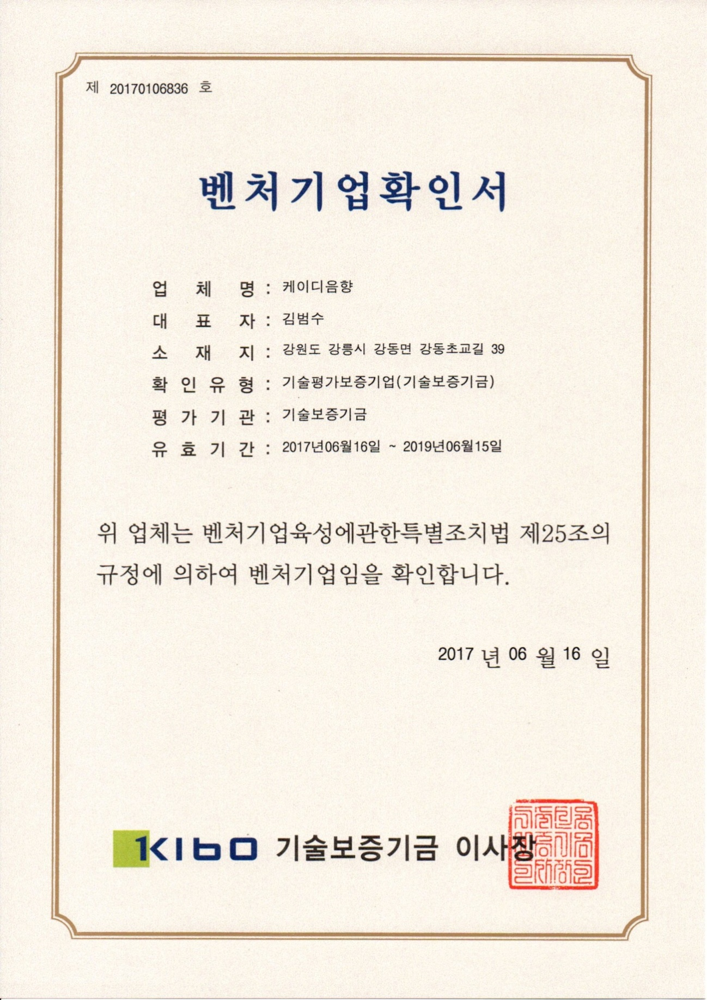 제 20170106836 호
벤처기업확인서
업 체 명 : 케이디음향
대 표 자 : 김범수
소 재 지 : 강원도 강릉시 강동면 강동초교길 39
확 인 유 형 : 기술평가보증기업(기술보증기금)
평 가 기 관 : 기술보증기금
유 효 기 간 : 2017년06월16일 ~ 2019년06월15일
위 업체는 벤처기업육성에관한특별조치법 제25조의
규정에 의하여 벤처기업임을 확인합니다.
2017 년 06 월 16 일
KIBO 기술보증기금 이사장